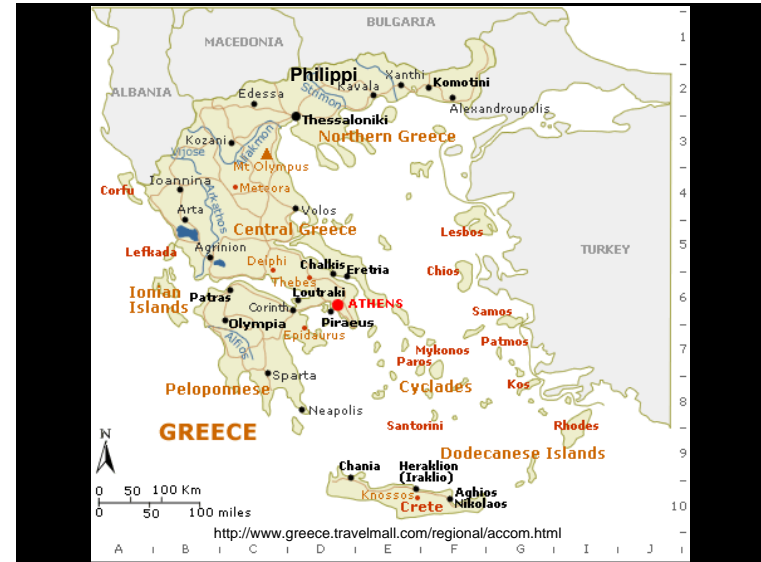 BULGARIA
MACEDONIA
ALBANIA
TURKEY
1
2
3
4
5
6
7
8
9
10
Philippi
Xanthi
Komotini
Kavala
Edessa
Strimon
Alexandroupolis
Thessaloniki
Northern Greece
Kozani
Aliakmon
Vijose
Mt Olympus
Ioannina
Meteora
Corfu
Arkathos
Arta
Volos
Central Greece
Lesbos
Agrinion
Lefkada
Delphi
Chalkis
Eretria
Chios
Thebes
Ionian
Islands
Patras
Loutraki
ATHENS
Corinth
Samos
Olympia
Piraeus
Epidaurus
Alfios
Patmos
Mykonos
Paros
Sparta
Kos
Peloponnese
Cyclades
Neapolis
Santorini
Rhodes
GREECE
N
Dodecanese Islands
Chania
Heraklion
(Iraklio)
0 50 100 Km
0 50 100 miles
Knossos
Aghios
Nikolaos
Crete
http://www.greece.travelmall.com/regional/accom.html
A B C D E F G H I J